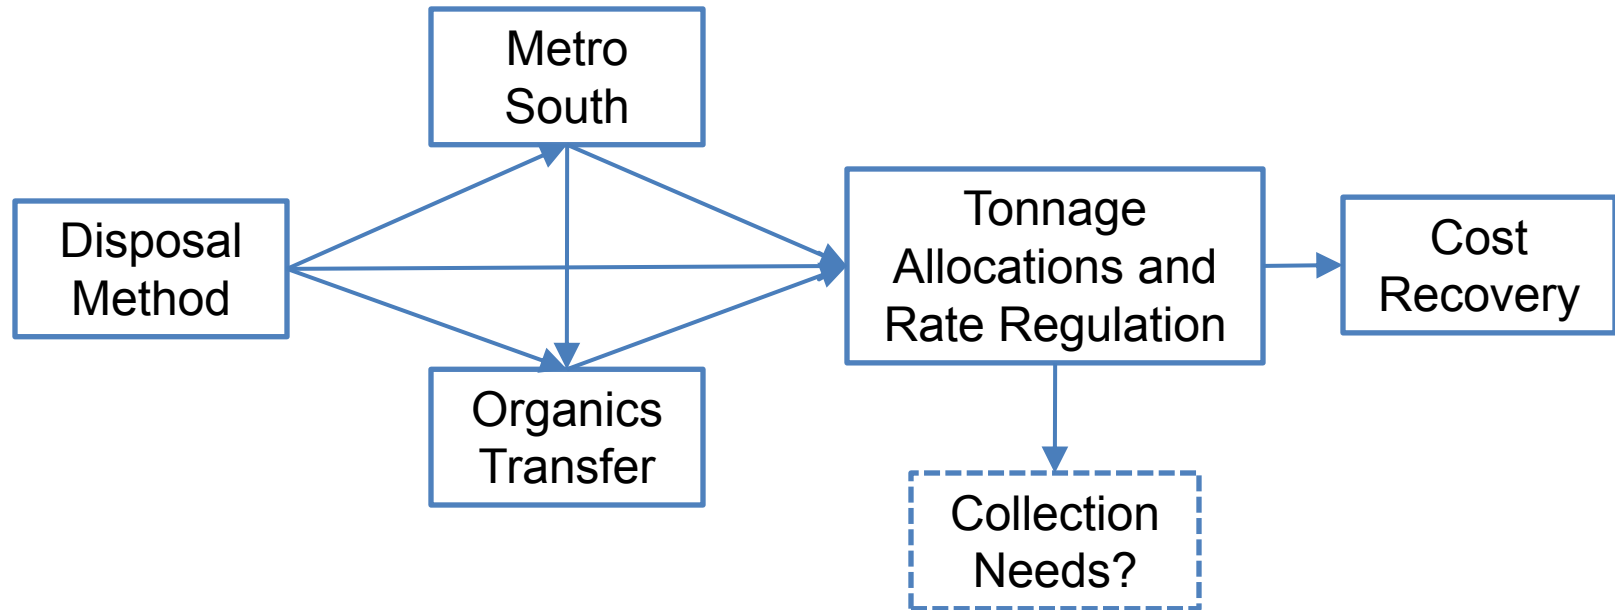 Metro
South
Disposal
Method
Organics
Transfer
Tonnage
Allocations and
Rate Regulation
Cost
Recovery
Collection
Needs?